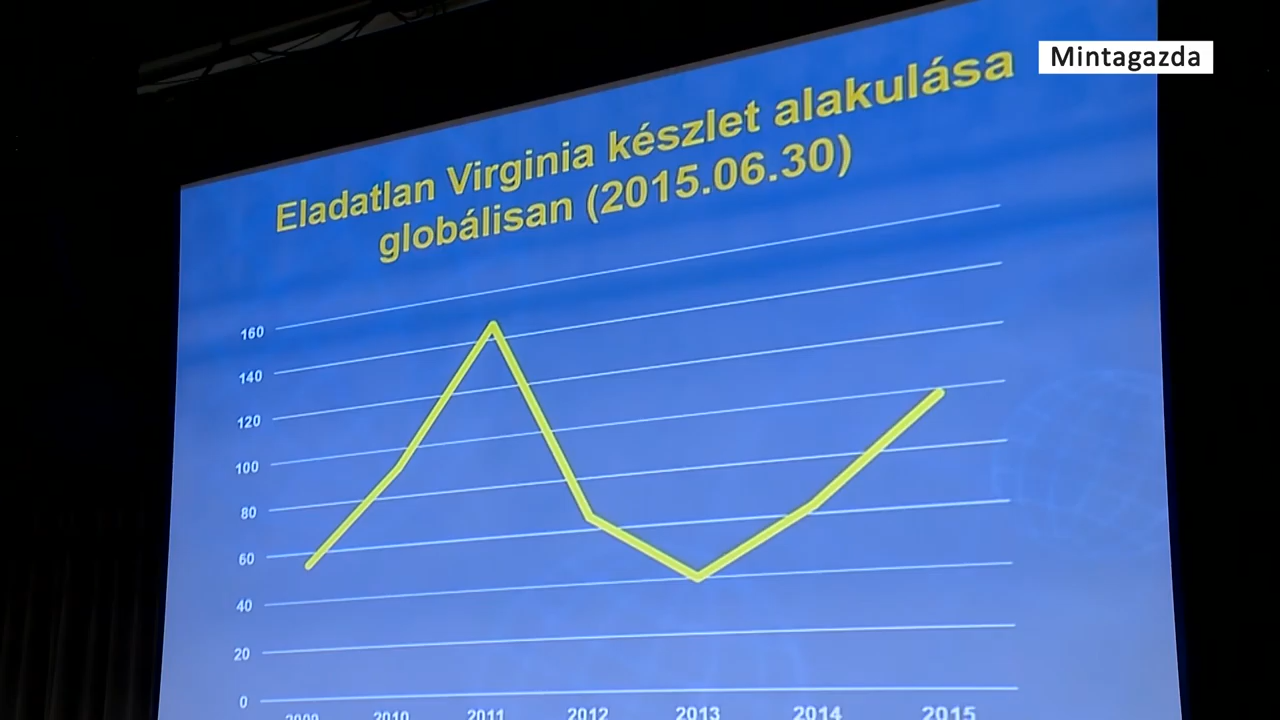 Mintagazda
Eladatlan Virginia készlet alakulása
globálisan (2015.06.30)
160
140
120
100
80
60
40
20
0
2009 2010 2011 2012 2013 2014 2015